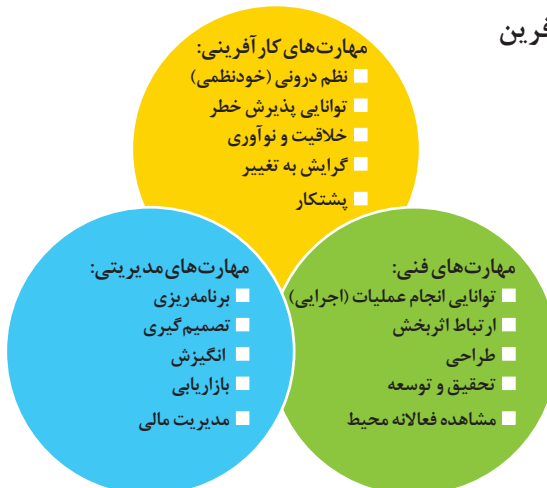 فرین
مهارت‌های کارآفرینی:
نظم درونی (خودنظمی)
توانایی پذیرش خطر
خلاقیت و نوآوری
گرایش به تغییر
پشتکار
مهارت‌های فنی:
توانایی انجام عملیات (اجرایی)
ارتباط اثربخش
طراحی
تحقیق و توسعه
مشاهده فعالانه محیط
مهارت‌های مدیریتی:
برنامه‌ریزی
تصمیم‌گیری
انگیزش
بازاریابی
مدیریت مالی